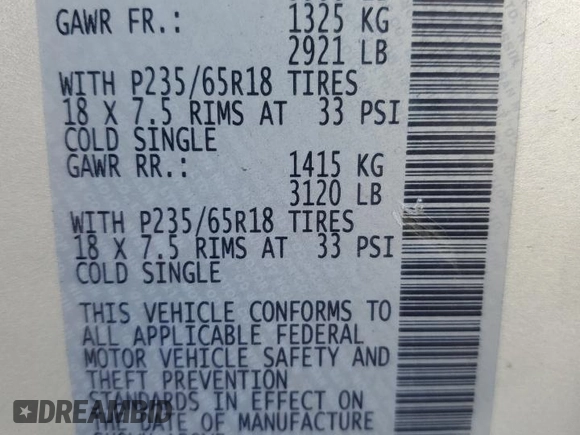 GAWR FR.: 1325 KG
2921 LB
WITH P235/65R18 TIRES
18 X 7.5 RIMS AT 33 PSI
COLD SINGLE
GAWR RR.: 1415 KG
3120 LB
WITH P235/65R18 TIRES
18 X 7.5 RIMS AT 33 PSI
COLD SINGLE
THIS VEHICLE CONFORMS TO
ALL APPLICABLE FEDERAL
MOTOR VEHICLE SAFETY AND
THEFT PREVENTION
STANDARDS IN EFFECT ON
THE DATE OF MANUFACTURE
DREAMBID